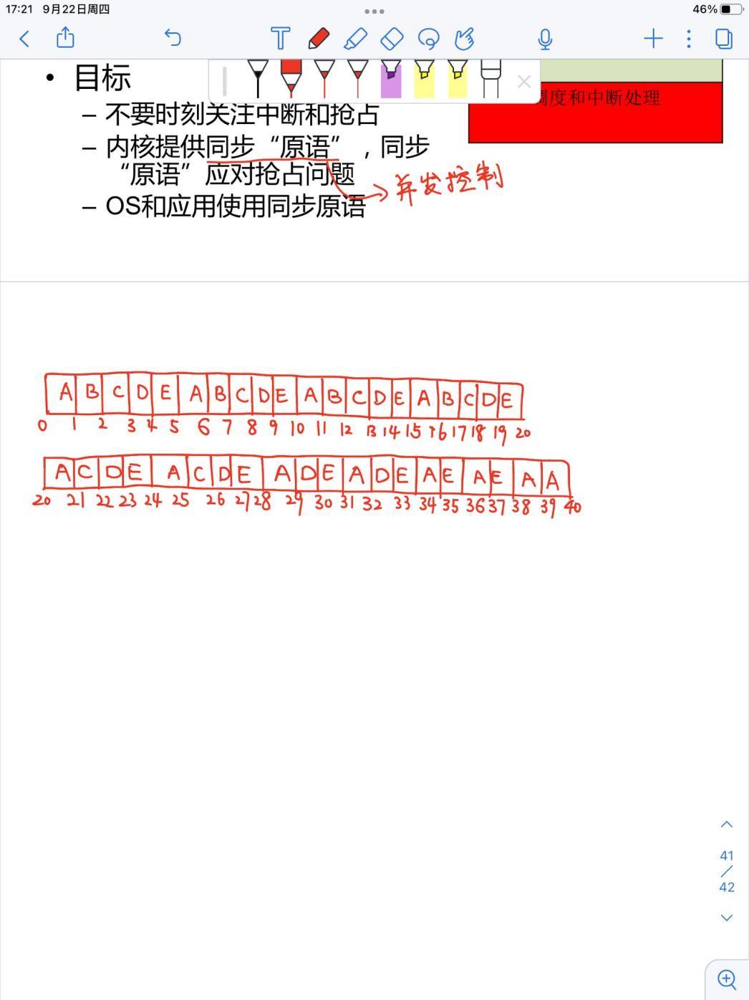 17:21 9月22日周四
46%
• 目标
调度和中断处理
– 不要时刻关注中断和抢占
– 内核提供同步“原语”，同步
“原语”应对抢占问题
并发控制
– OS和应用使用同步原语
A B C D E A B C D E A B C D E A B C D E
0 1 2 3 4 5 6 7 8 9 10 11 12 13 14 15 16 17 18 19 20
A C D E A C D E A D E A D E A E A E A A
20 21 22 23 24 25 26 27 28 29 30 31 32 33 34 35 36 37 38 39 40
41
/
42